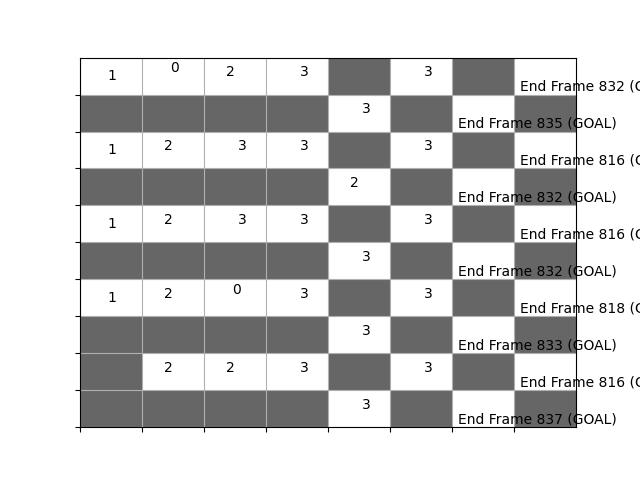 1 0 2 3 3 End Frame 832 (G
3 End Frame 835 (GOAL)
1 2 3 3 3 End Frame 816 (G
2 End Frame 832 (GOAL)
1 2 3 3 3 End Frame 816 (G
3 End Frame 832 (GOAL)
1 2 0 3 3 End Frame 818 (G
3 End Frame 833 (GOAL)
2 2 3 3 End Frame 816 (G
3 End Frame 837 (GOAL)